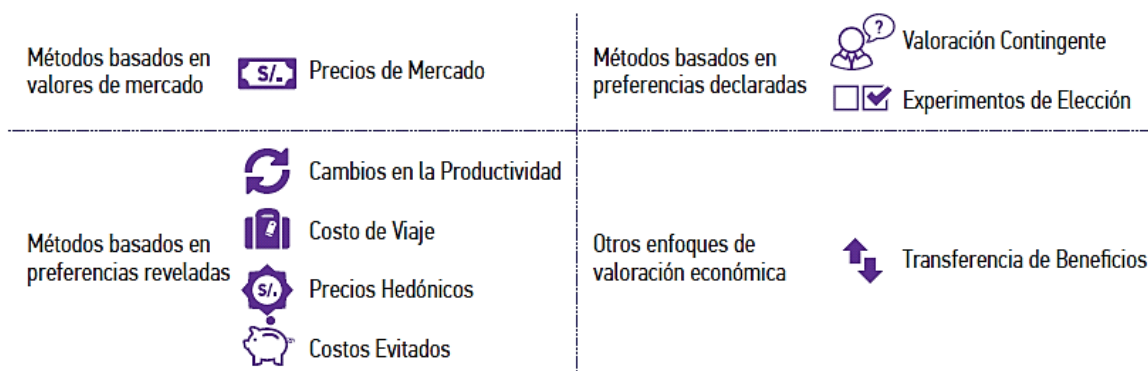 Métodos basados en
valores de mercado
S/.
Precios de Mercado
Métodos basados en
preferencias declaradas
?
Valoración Contingente
Experimentos de Elección
Métodos basados en
preferencias reveladas
Cambios en la Productividad
Costo de Viaje
S/.
Precios Hedónicos
Costos Evitados
Otros enfoques de
valoración económica
Transferencia de Beneficios